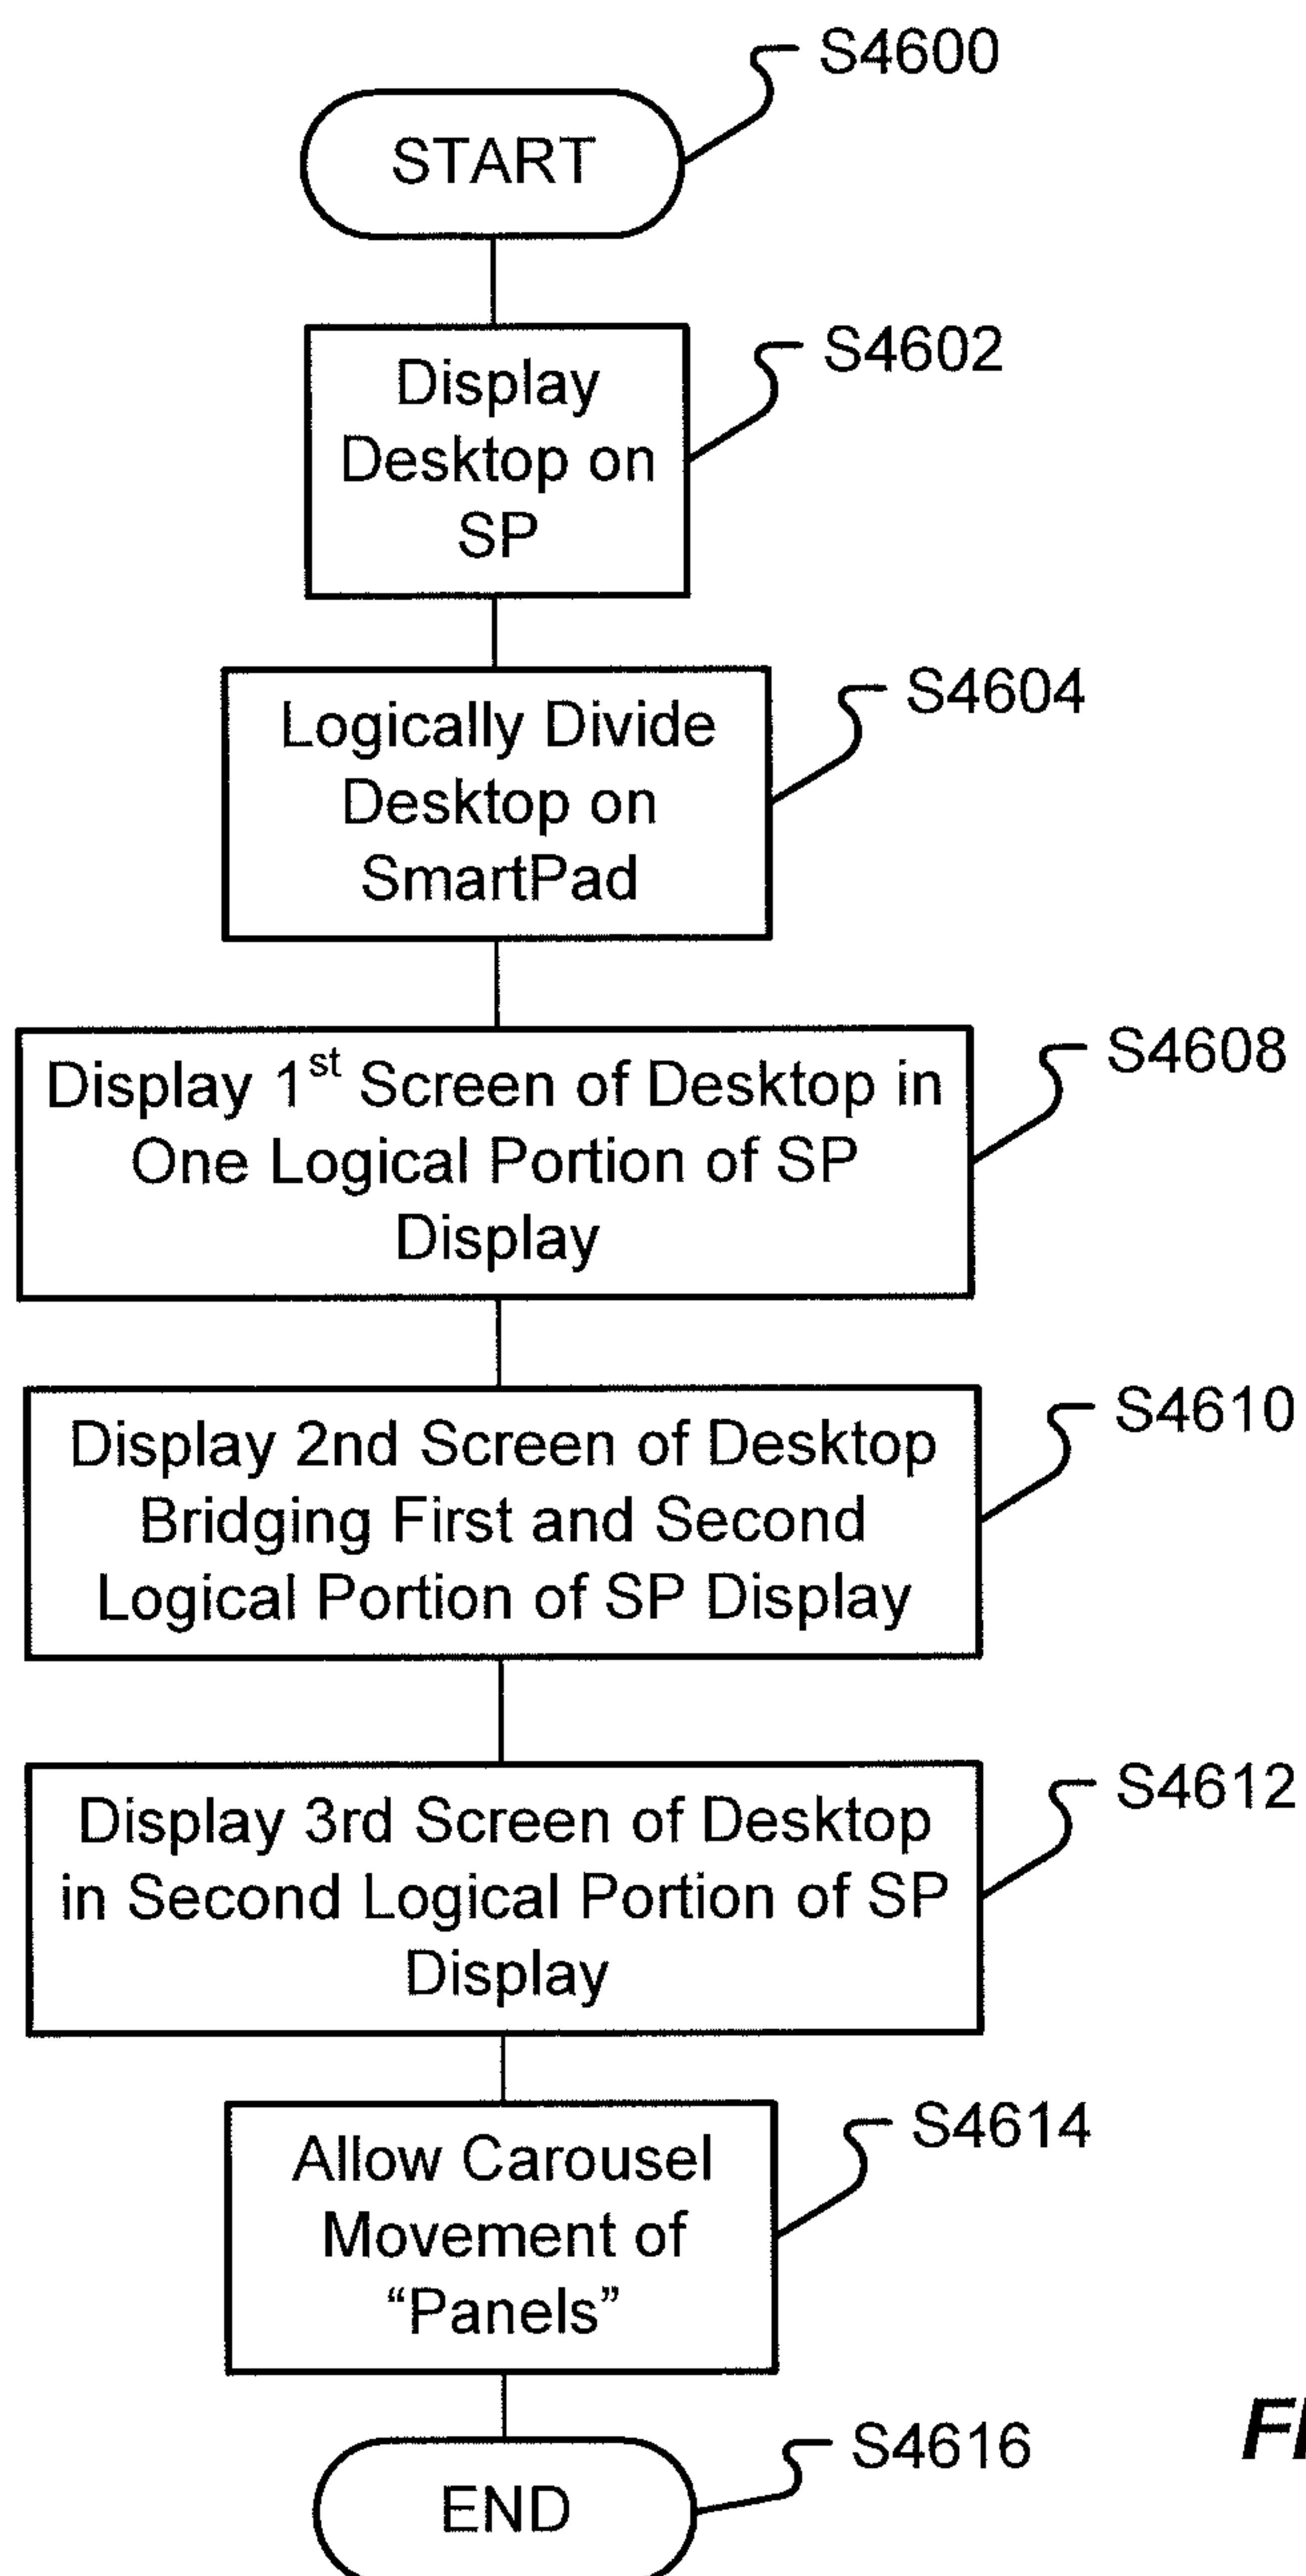 S4600
START
S4602
Display
Desktop on
SP
S4604
Logically Divide
Desktop on
SmartPad
S4608
Display 1st Screen of Desktop in
One Logical Portion of SP
Display
S4610
Display 2nd Screen of Desktop
Bridging First and Second
Logical Portion of SP Display
S4612
Display 3rd Screen of Desktop
in Second Logical Portion of SP
Display
S4614
Allow Carousel
Movement of
“Panels”
S4616
END